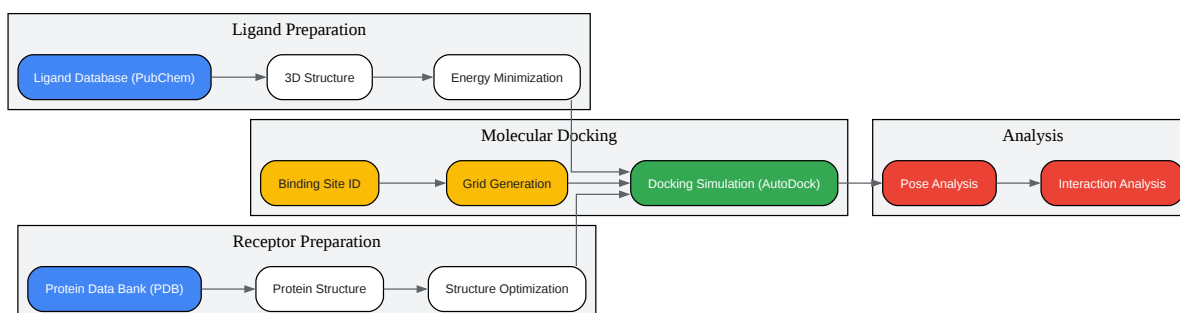 Ligand Preparation
Ligand Database (PubChem)
3D Structure
Energy Minimization
Molecular Docking
Binding Site ID
Grid Generation
Docking Simulation (AutoDock)
Analysis
Pose Analysis
Interaction Analysis
Receptor Preparation
Protein Data Bank (PDB)
Protein Structure
Structure Optimization